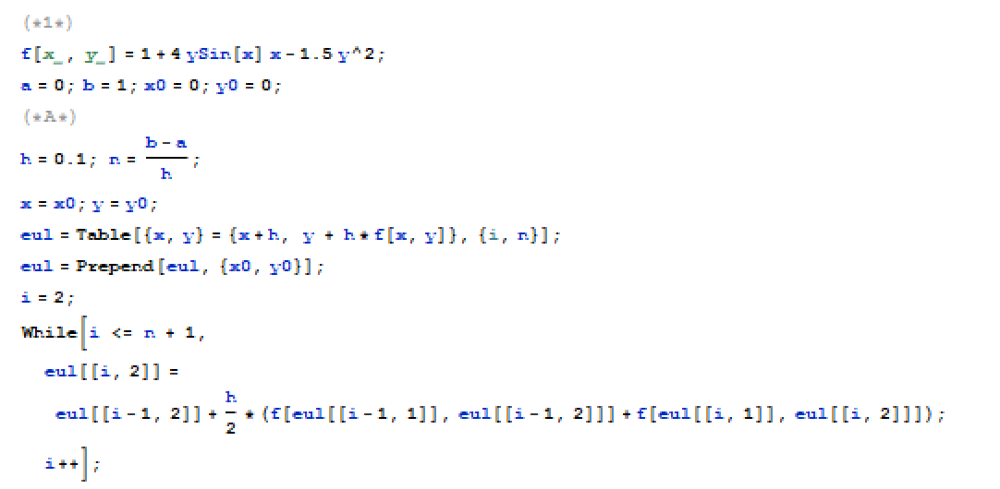 (*1*)
f[x_, y_] = 1 + 4 ySin[x] x - 1.5 y^2;
a = 0; b = 1; x0 = 0; y0 = 0;
(*A*)
h = 0.1; n = (b - a)/h;
x = x0; y = y0;
eul = Table[{x, y} = {x + h, y + h * f[x, y]}, {i, n}];
eul = Prepend[eul, {x0, y0}];
i = 2;
While[i <= n + 1,
eul[[i, 2]] =
eul[[i - 1, 2]] + h/2 * (f[eul[[i - 1, 1]], eul[[i - 1, 2]]] + f[eul[[i, 1]], eul[[i, 2]]]);
i++];